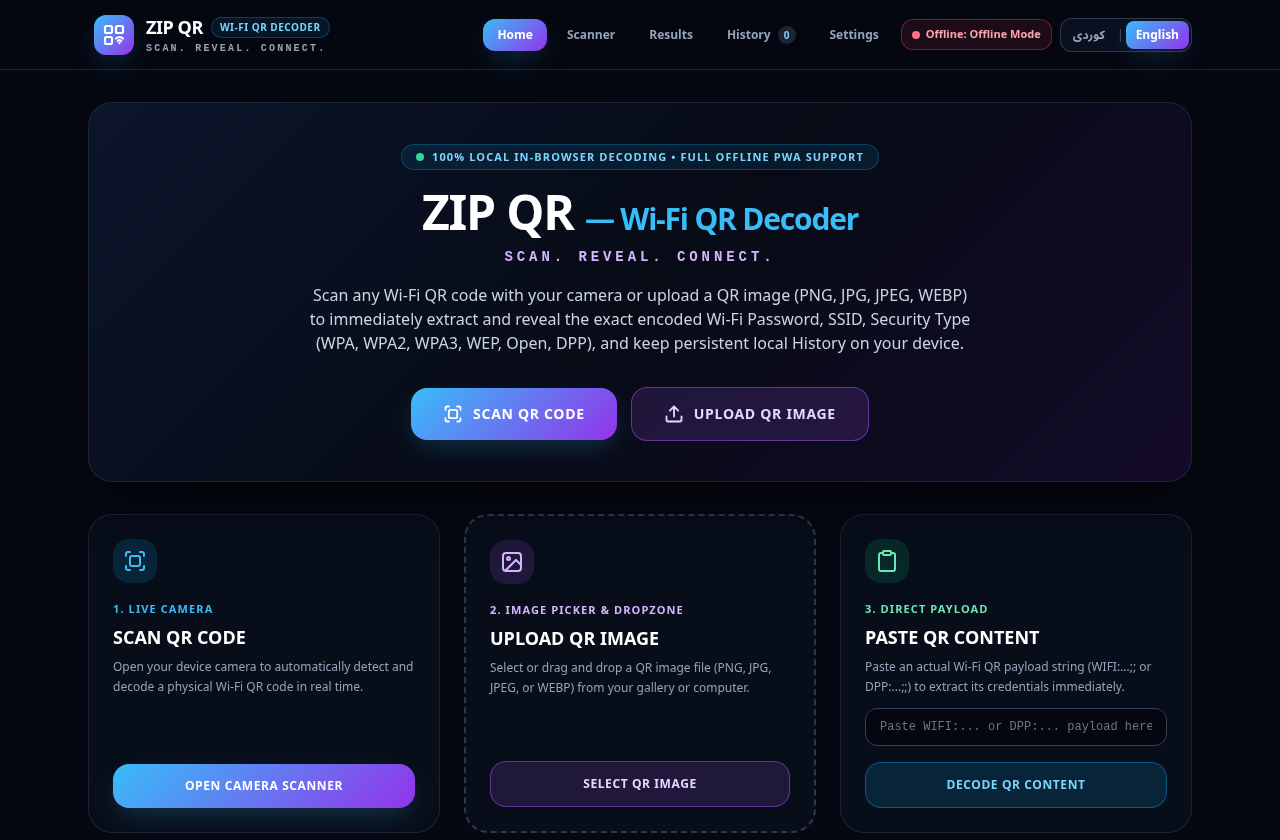 ZIP QR WI-FI QR DECODER
SCAN. REVEAL. CONNECT.
Home Scanner Results History 0 Settings Offline: Offline Mode کوردی English
100% LOCAL IN-BROWSER DECODING • FULL OFFLINE PWA SUPPORT
ZIP QR — Wi-Fi QR Decoder
SCAN. REVEAL. CONNECT.
Scan any Wi-Fi QR code with your camera or upload a QR image (PNG, JPG, JPEG, WEBP)
to immediately extract and reveal the exact encoded Wi-Fi Password, SSID, Security Type
(WPA, WPA2, WPA3, WEP, Open, DPP), and keep persistent local History on your device.
SCAN QR CODE
UPLOAD QR IMAGE
1. LIVE CAMERA
SCAN QR CODE
Open your device camera to automatically detect and
decode a physical Wi-Fi QR code in real time.
OPEN CAMERA SCANNER
2. IMAGE PICKER & DROPZONE
UPLOAD QR IMAGE
Select or drag and drop a QR image file (PNG, JPG,
JPEG, or WEBP) from your gallery or computer.
SELECT QR IMAGE
3. DIRECT PAYLOAD
PASTE QR CONTENT
Paste an actual Wi-Fi QR payload string (WIFI:...;; or
DPP:...;;) to extract its credentials immediately.
Paste WIFI:... or DPP:... payload here
DECODE QR CONTENT